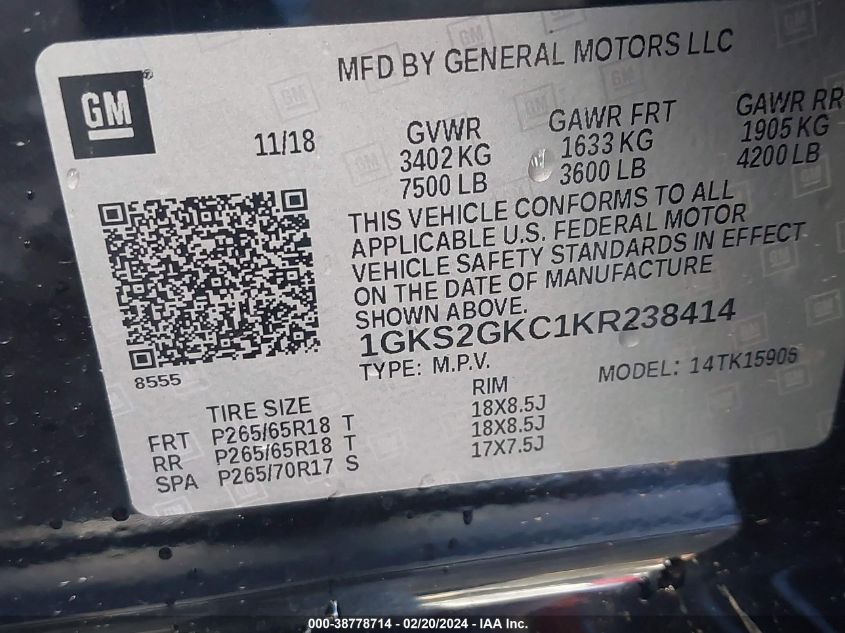 MFD BY GENERAL MOTORS LLC
GM
11/18
GVWR
3402 KG
7500 LB
GAWR FRT
1633 KG
3600 LB
GAWR RR
1905 KG
4200 LB
THIS VEHICLE CONFORMS TO ALL
APPLICABLE U.S. FEDERAL MOTOR
VEHICLE SAFETY STANDARDS IN EFFECT
ON THE DATE OF MANUFACTURE
SHOWN ABOVE.
1GKS2GKC1KR238414
8555
TYPE: M.P.V.
MODEL: 14TK15906
TIRE SIZE
RIM
FRT P265/65R18 T 18X8.5J
RR P265/65R18 T 18X8.5J
SPA P265/70R17 S 17X7.5J
000-38778714 - 02/20/2024 - IAA Inc.